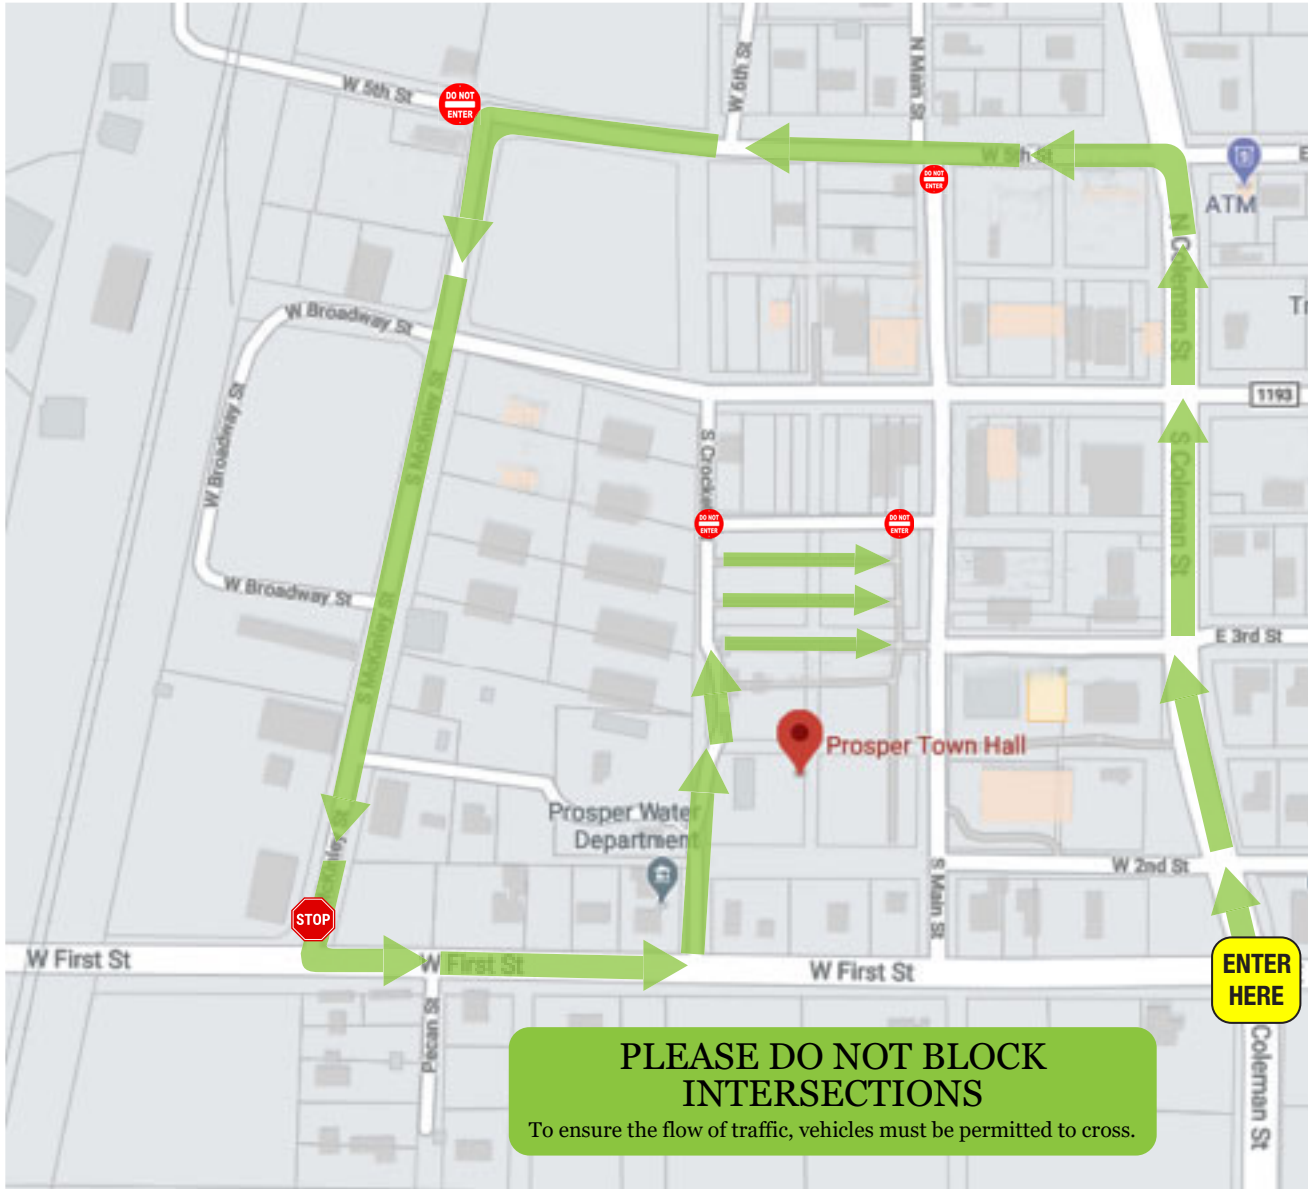 W 5th St
DO NOT
ENTER
W 6th St
N Main St
W 5th St
DO NOT
ENTER
E
ATM
N Coleman St
Tr
W Broadway St
1193
W Broadway St
S McKinley St
S Crocke
S Coleman St
DO NOT
ENTER
DO NOT
ENTER
W Broadway St
E 3rd St
S McKinley St
Prosper Town Hall
Prosper Water
Department
cKinley St
W 2nd St
S Main St
STOP
W First St
W First St
W First St
ENTER
HERE
Pecan St
Coleman St
PLEASE DO NOT BLOCK
INTERSECTIONS
To ensure the flow of traffic, vehicles must be permitted to cross.